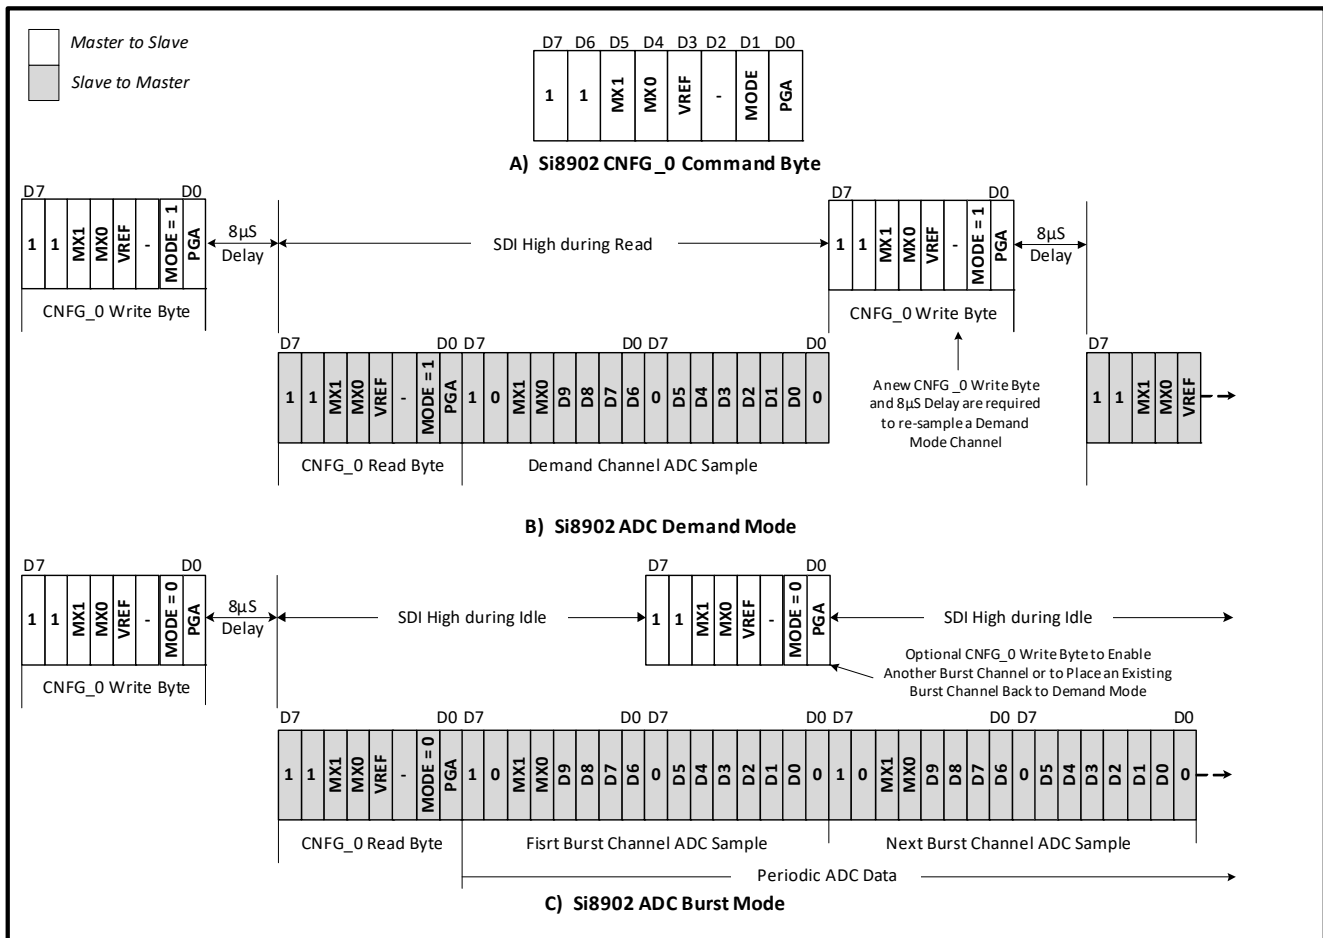 Master to Slave
Slave to Master
D7 D6 D5 D4 D3 D2 D1 D0
1 1 MX1 MX0 VREF - MODE PGA
A) Si8902 CNFG_0 Command Byte
D7 D0
1 1 MX1 MX0 VREF - MODE = 1 PGA
8µS
Delay
SDI High during Read
D7 D0
1 1 MX1 MX0 VREF - MODE = 1 PGA
8µS
Delay
CNFG_0 Write Byte
CNFG_0 Write Byte
D7 D0 D7 D0 D7 D0
1 1 MX1 MX0 VREF - MODE = 1 PGA 1 0 MX1 MX0 D9 D8 D7 D6 0 D5 D4 D3 D2 D1 D0 0
A new CNFG_0 Write Byte
and 8µS Delay are required
to re-sample a Demand
Mode Channel
D7
1 1 MX1 MX0 VREF
CNFG_0 Read Byte
Demand Channel ADC Sample
B) Si8902 ADC Demand Mode
D7 D0
1 1 MX1 MX0 VREF - MODE = 0 PGA
8µS
Delay
SDI High during Idle
D7 D0
1 1 MX1 MX0 VREF - MODE = 0 PGA
SDI High during Idle
Optional CNFG_0 Write Byte to Enable
Another Burst Channel or to Place an Existing
Burst Channel Back to Demand Mode
CNFG_0 Write Byte
D7 D0 D7 D0 D7 D0 D7 D0 D7 D0
1 1 MX1 MX0 VREF - MODE = 0 PGA 1 0 MX1 MX0 D9 D8 D7 D6 0 D5 D4 D3 D2 D1 D0 0 1 0 MX1 MX0 D9 D8 D7 D6 0 D5 D4 D3 D2 D1 D0 0
CNFG_0 Read Byte
Fisrt Burst Channel ADC Sample
Next Burst Channel ADC Sample
Periodic ADC Data
C) Si8902 ADC Burst Mode